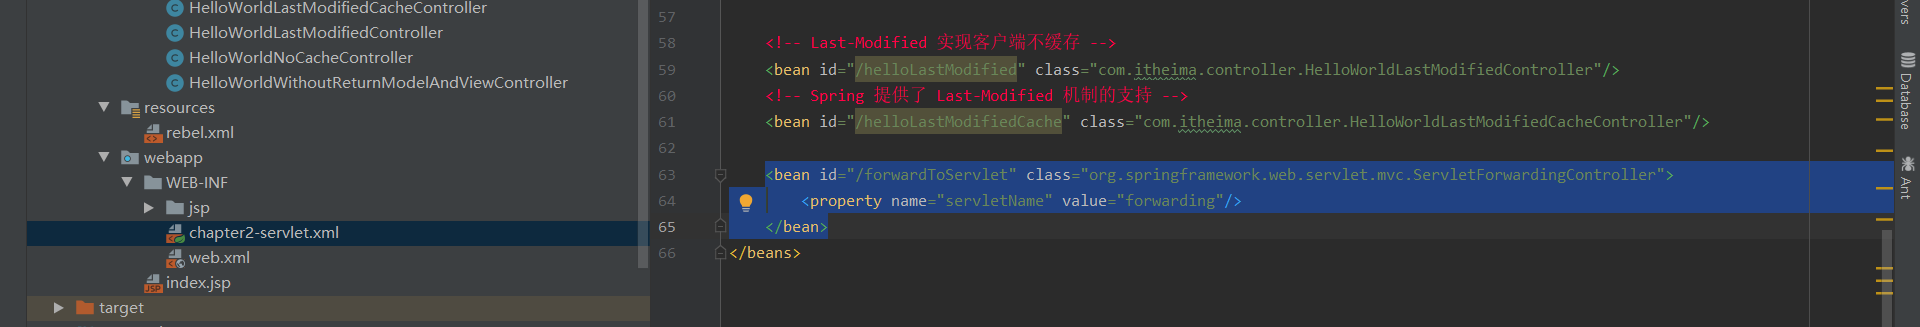 HelloWorldLastModifiedCacheController
HelloWorldLastModifiedController
HelloWorldNoCacheController
HelloWorldWithoutReturnModelAndViewController
resources
rebel.xml
webapp
WEB-INF
jsp
chapter2-servlet.xml
web.xml
index.jsp
target
57
58 <!-- Last-Modified 实现客户端不缓存 -->
59 <bean id="/helloLastModified" class="com.itheima.controller.HelloWorldLastModifiedController"/>
60 <!-- Spring 提供了 Last-Modified 机制的支持 -->
61 <bean id="/helloLastModifiedCache" class="com.itheima.controller.HelloWorldLastModifiedCacheController"/>
62
63 <bean id="/forwardToServlet" class="org.springframework.web.servlet.mvc.ServletForwardingController">
64 <property name="servletName" value="forwarding"/>
65 </bean>
66 </beans>
vers
Database
Ant